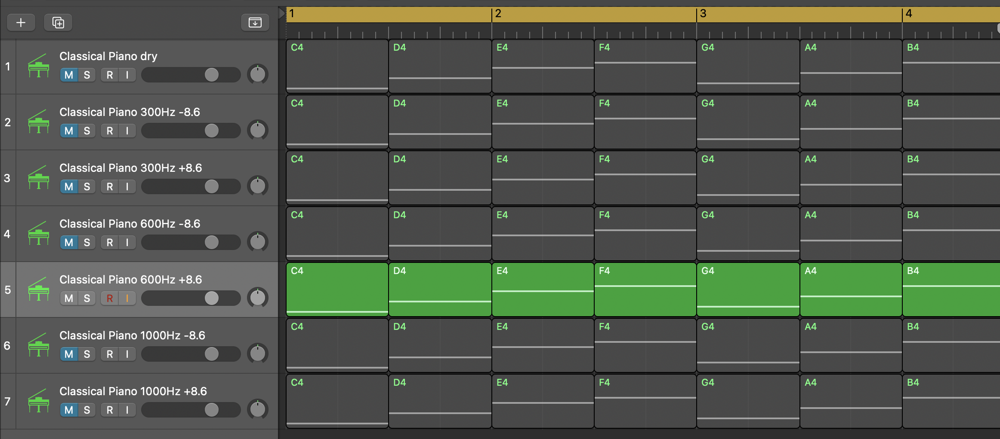 1 2 3 4
1 Classical Piano dry
M S R I
C4 D4 E4 F4 G4 A4 B4
2 Classical Piano 300Hz -8.6
M S R I
C4 D4 E4 F4 G4 A4 B4
3 Classical Piano 300Hz +8.6
M S R I
C4 D4 E4 F4 G4 A4 B4
4 Classical Piano 600Hz -8.6
M S R I
C4 D4 E4 F4 G4 A4 B4
5 Classical Piano 600Hz +8.6
M S R I
C4 D4 E4 F4 G4 A4 B4
6 Classical Piano 1000Hz -8.6
M S R I
C4 D4 E4 F4 G4 A4 B4
7 Classical Piano 1000Hz +8.6
M S R I
C4 D4 E4 F4 G4 A4 B4